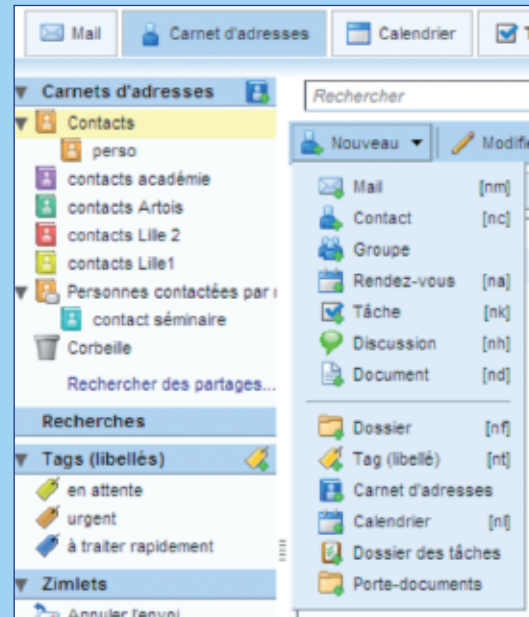 Mail Carnet d'adresses Calendrier
Carnets d'adresses
Contacts
perso
contacts académie
contacts Artois
contacts Lille 2
contacts Lille1
Personnes contactées par
contact séminaire
Corbeille
Rechercher des partages...
Recherches
Tags (libellés)
en attente
urgent
à traiter rapidement
Zimlets
Annuler l'envoi
Rechercher
Nouveau Modifie
Mail [nm]
Contact [nc]
Groupe
Rendez-vous [na]
Tâche [nk]
Discussion [nh]
Document [nd]
Dossier [nf]
Tag (libellé) [nt]
Carnet d'adresses
Calendrier [nl]
Dossier des tâches
Porte-documents